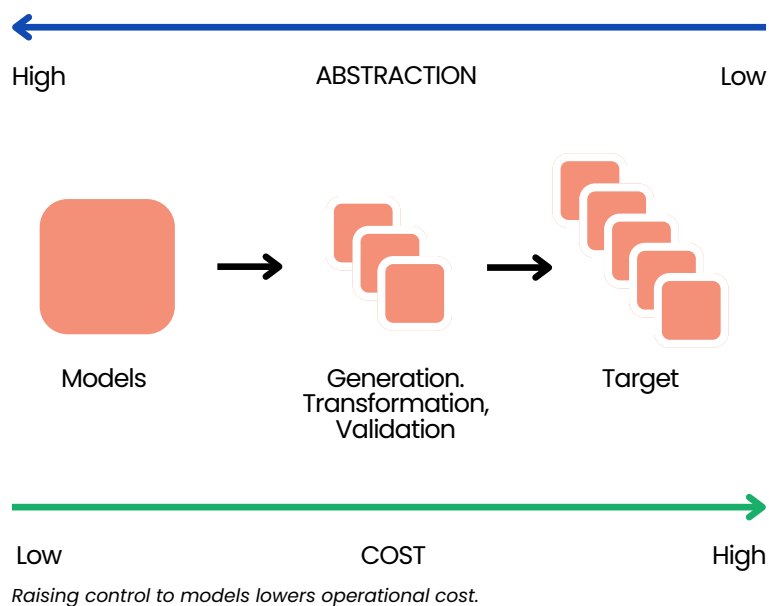 High ABSTRACTION Low
Models
Generation.
Transformation,
Validation
Target
Low COST High
Raising control to models lowers operational cost.